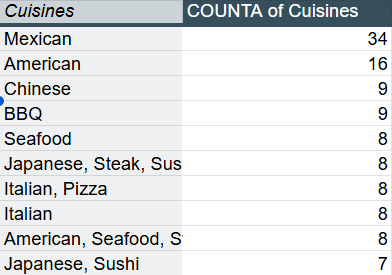 Cuisines COUNTA of Cuisines
Mexican 34
American 16
Chinese 9
BBQ 9
Seafood 8
Japanese, Steak, Sus 8
Italian, Pizza 8
Italian 8
American, Seafood, S 8
Japanese, Sushi 7